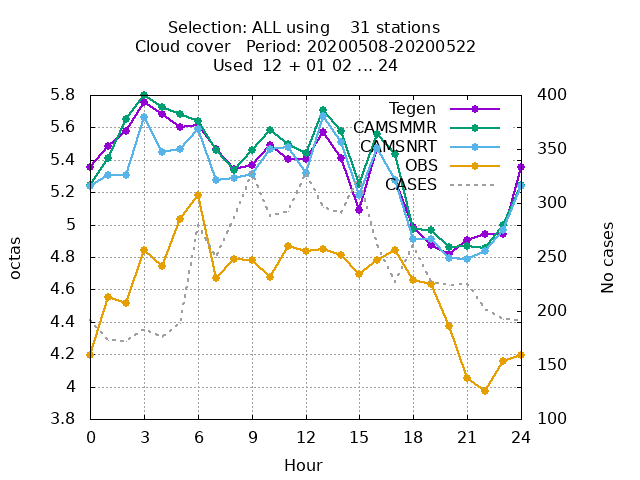 Selection: ALL using 31 stations
Cloud cover Period: 20200508-20200522
Used 12 + 01 02 ... 24
5.8
5.6
5.4
5.2
5
4.8
4.6
4.4
4.2
4
3.8
octas
Tegen
CAMSMMR
CAMSNRT
OBS
CASES
400
350
300
250
200
150
100
No cases
0 3 6 9 12 15 18 21 24
Hour